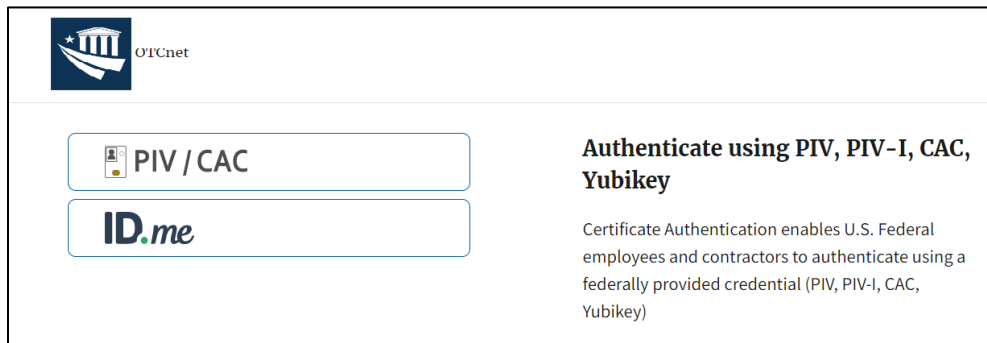 OTCnet
PIV / CAC
ID.me
Authenticate using PIV, PIV-I, CAC,
Yubikey
Certificate Authentication enables U.S. Federal
employees and contractors to authenticate using a
federally provided credential (PIV, PIV-I, CAC,
Yubikey)